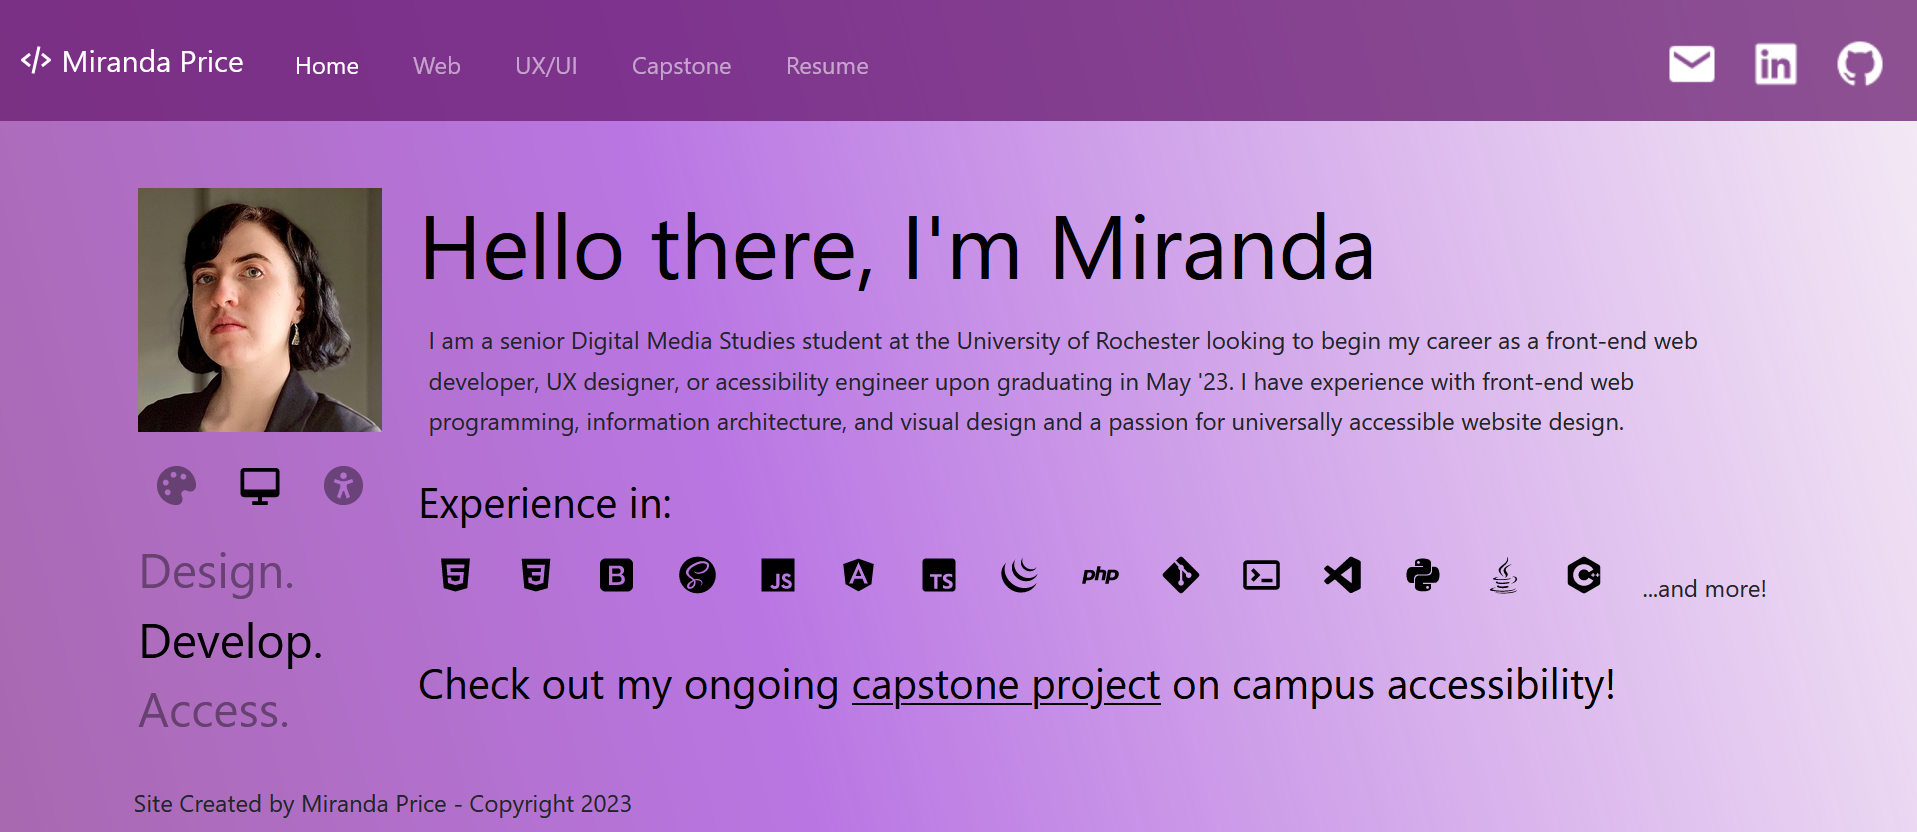 </> Miranda Price
Home
Web
UX/UI
Capstone
Resume
in
Hello there, I'm Miranda
I am a senior Digital Media Studies student at the University of Rochester looking to begin my career as a front-end web
developer, UX designer, or acessibility engineer upon graduating in May '23. I have experience with front-end web
programming, information architecture, and visual design and a passion for universally accessible website design.
Experience in:
5 3 B JS A TS php C++ ...and more!
Design.
Develop.
Access.
Check out my ongoing capstone project on campus accessibility!
Site Created by Miranda Price - Copyright 2023